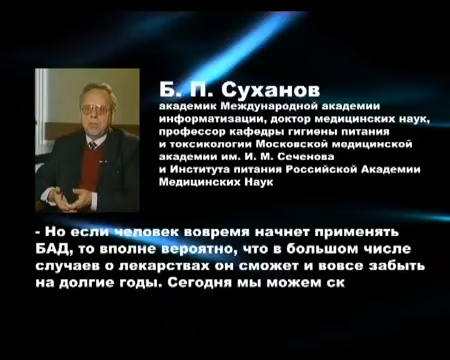 Б. П. Суханов
академик Международной академии
информатизации, доктор медицинских наук,
профессор кафедры гигиены питания
и токсикологии Московской медицинской
академии им. И. М. Сеченова
и Института питания Российской Академии
Медицинских Наук
- Но если человек вовремя начнет применять
БАД, то вполне вероятно, что в большом числе
случаев о лекарствах он сможет и вовсе забыть
на долгие годы. Сегодня мы можем ск